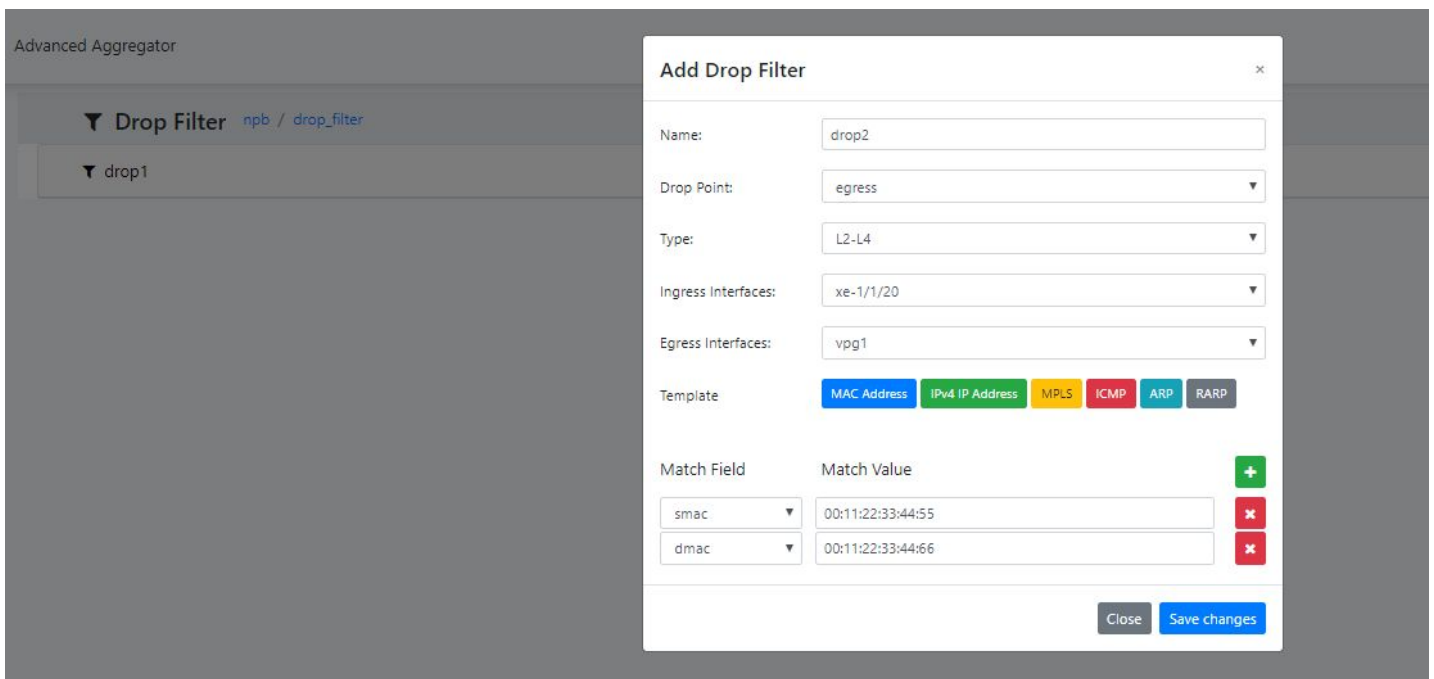 Advanced Aggregator
Drop Filter npb / drop_filter
drop1
Add Drop Filter ×
Name: drop2
Drop Point: egress
Type: L2-L4
Ingress Interfaces: xe-1/1/20
Egress Interfaces: vpg1
Template MAC Address IPv4 IP Address MPLS ICMP ARP RARP
Match Field Match Value
smac 00:11:22:33:44:55
dmac 00:11:22:33:44:66
Close Save changes